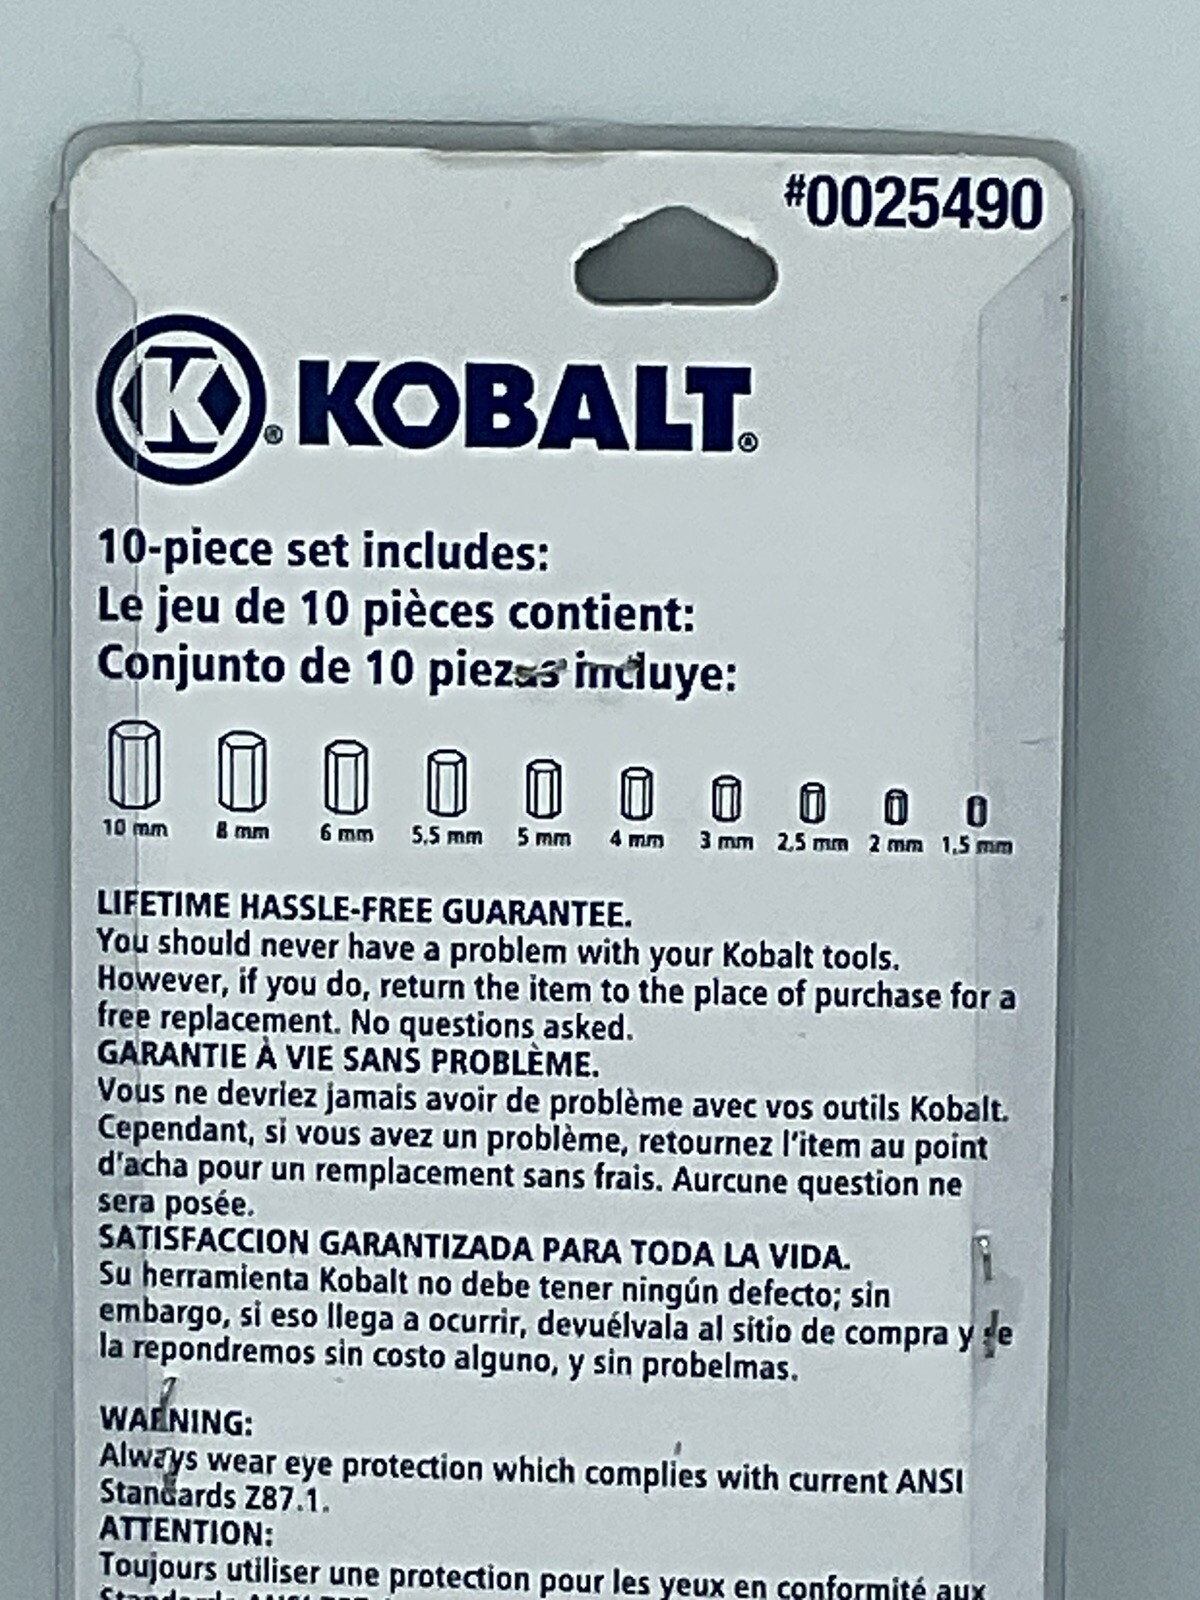 #0025490
K® KOBALT®
10-piece set includes:
Le jeu de 10 pièces contient:
Conjunto de 10 piezas incluye:
10 mm 8 mm 6 mm 5,5 mm 5 mm 4 mm 3 mm 2,5 mm 2 mm 1,5 mm
LIFETIME HASSLE-FREE GUARANTEE.
You should never have a problem with your Kobalt tools.
However, if you do, return the item to the place of purchase for a
free replacement. No questions asked.
GARANTIE À VIE SANS PROBLÈME.
Vous ne devriez jamais avoir de problème avec vos outils Kobalt.
Cependant, si vous avez un problème, retournez l'item au point
d'acha pour un remplacement sans frais. Aurcune question ne
sera posée.
SATISFACCION GARANTIZADA PARA TODA LA VIDA.
Su herramienta Kobalt no debe tener ningún defecto; sin
embargo, si eso llega a ocurrir, devuélvala al sitio de compra y se
la repondremos sin costo alguno, y sin probelmas.
WAENING:
Always wear eye protection which complies with current ANSI
Standards Z87.1.
ATTENTION:
Toujours utiliser une protection pour les yeux en conformité aux